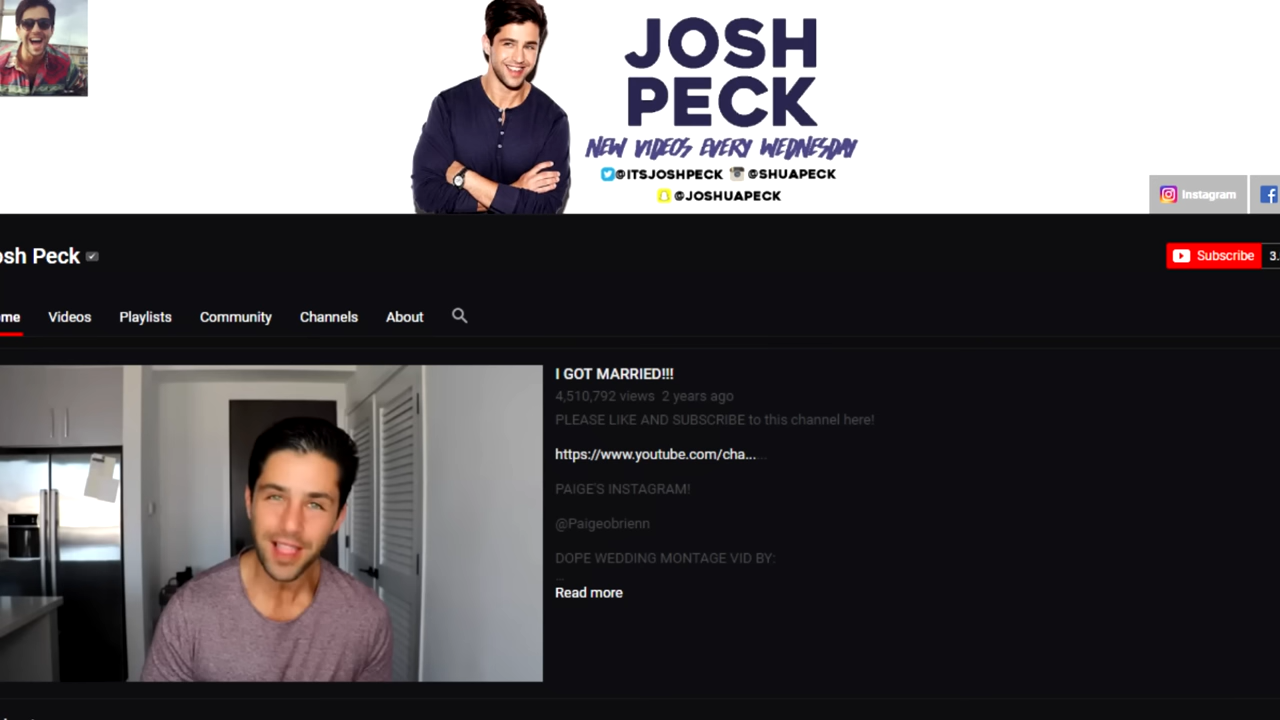 JOSH
PECK
NEW VIDEOS EVERY WEDNESDAY
@ITSJOSHPECK @SHUAPECK
@JOSHUAPECK
Instagram
osh Peck
Subscribe 3.
me Videos Playlists Community Channels About
I GOT MARRIED!!!
4,510,792 views 2 years ago
PLEASE LIKE AND SUBSCRIBE to this channel here!
https://www.youtube.com/cha...
PAIGE'S INSTAGRAM!
@Paigeobrienn
DOPE WEDDING MONTAGE VID BY:
...
Read more